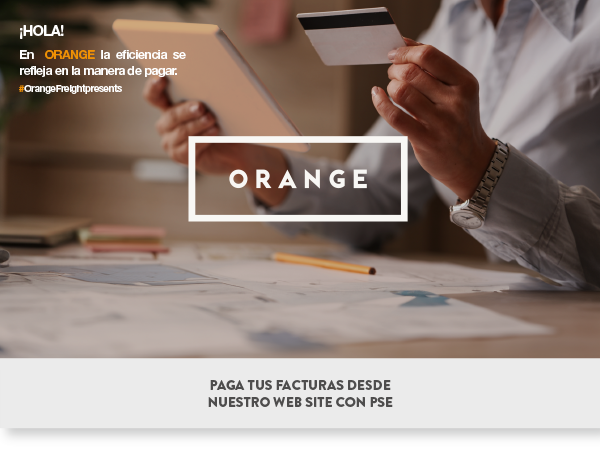 ¡HOLA!
En ORANGE la eficiencia se
refleja en la manera de pagar.
#OrangeFreightpresents
ORANGE
PAGA TUS FACTURAS DESDE
NUESTRO WEB SITE CON PSE